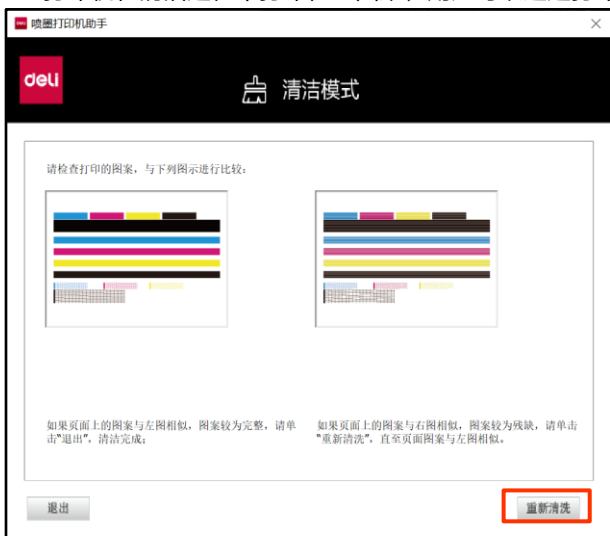 喷墨打印机助手
deli
清洁模式
请检查打印的图案，与下列图示进行比较：
如果页面上的图案与左图相似，图案较为完整，请单
击"退出"，清洁完成；
如果页面上的图案与右图相似，图案较为残缺，请单击
"重新清洗"，直至页面图案与左图相似。
退出
重新清洗